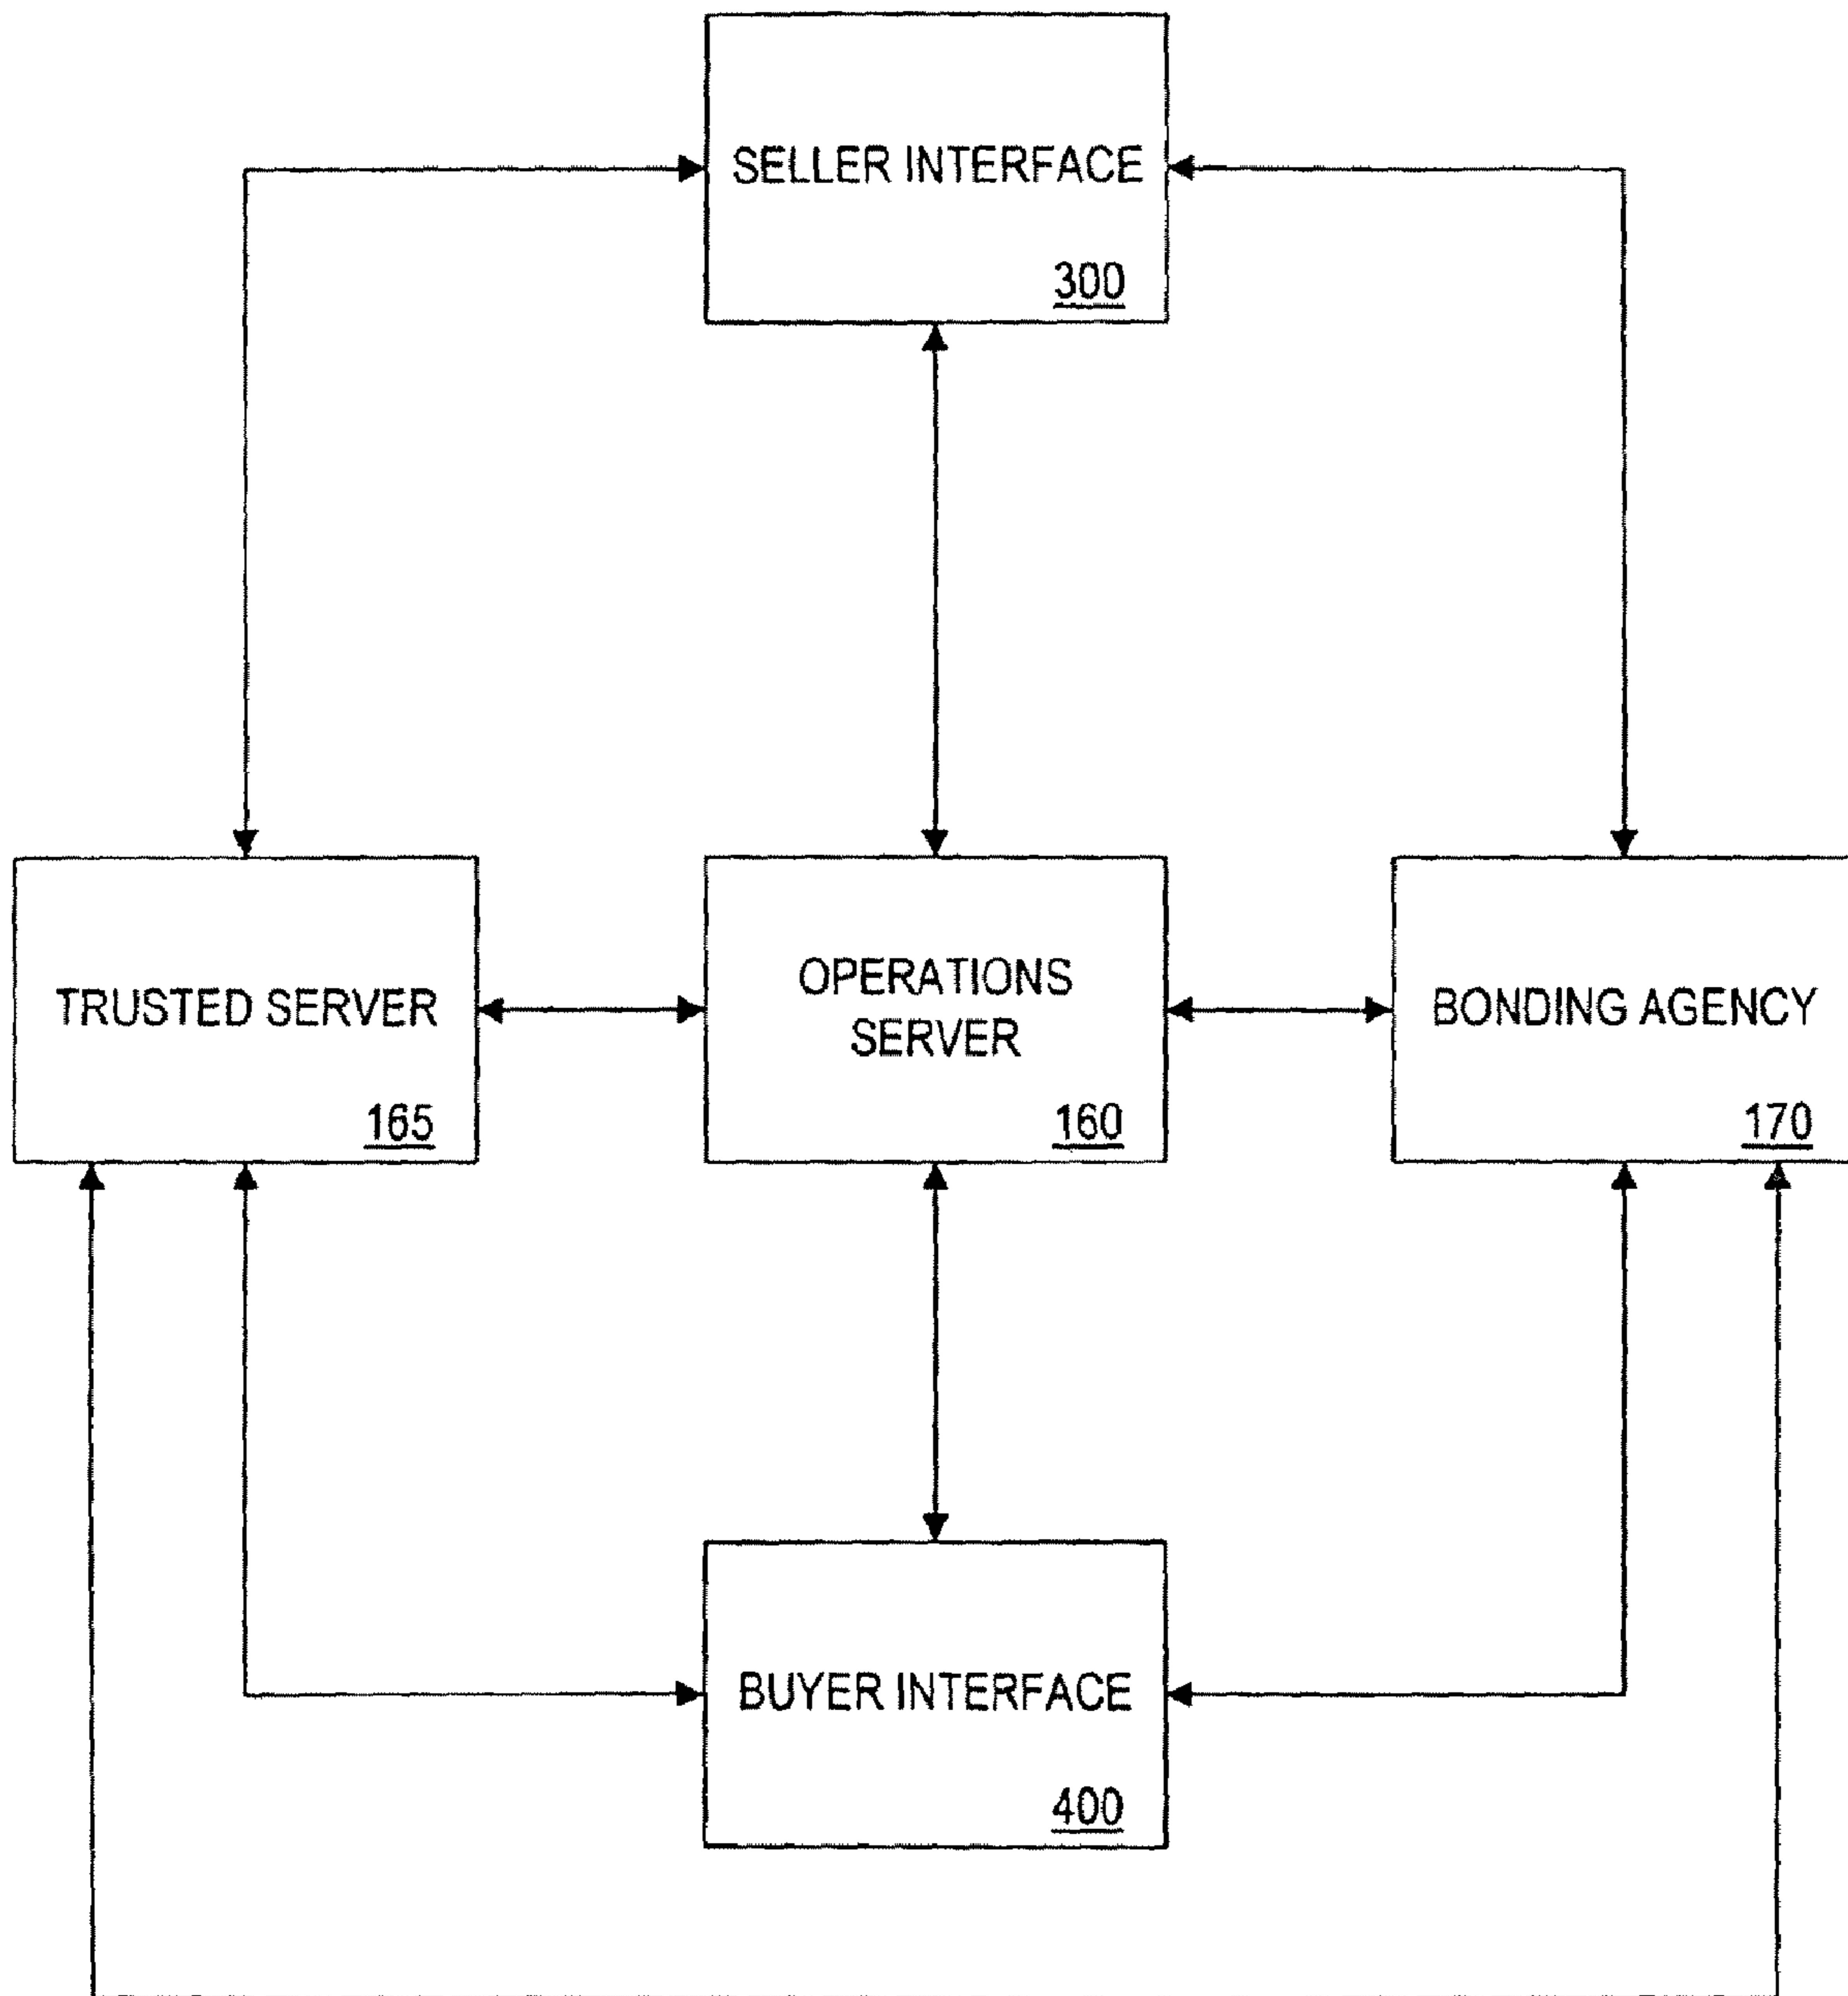 SELLER INTERFACE
300
TRUSTED SERVER
165
OPERATIONS
SERVER
160
BONDING AGENCY
170
BUYER INTERFACE
400